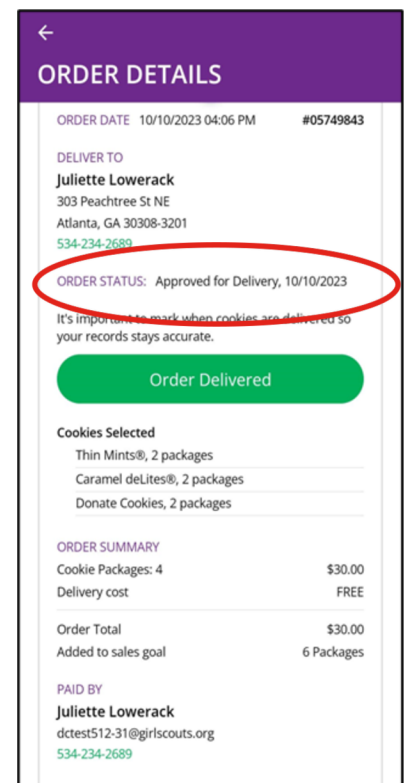 ORDER DETAILS
ORDER DATE 10/10/2023 04:06 PM #05749843
DELIVER TO
Juliette Lowerack
303 Peachtree St NE
Atlanta, GA 30308-3201
534-234-2689
ORDER STATUS: Approved for Delivery, 10/10/2023
It's important to mark when cookies are delivered so
your records stays accurate.
Order Delivered
Cookies Selected
Thin Mints®, 2 packages
Caramel deLites®, 2 packages
Donate Cookies, 2 packages
ORDER SUMMARY
Cookie Packages: 4 $30.00
Delivery cost FREE
Order Total $30.00
Added to sales goal 6 Packages
PAID BY
Juliette Lowerack
dctest512-31@girlscouts.org
534-234-2689